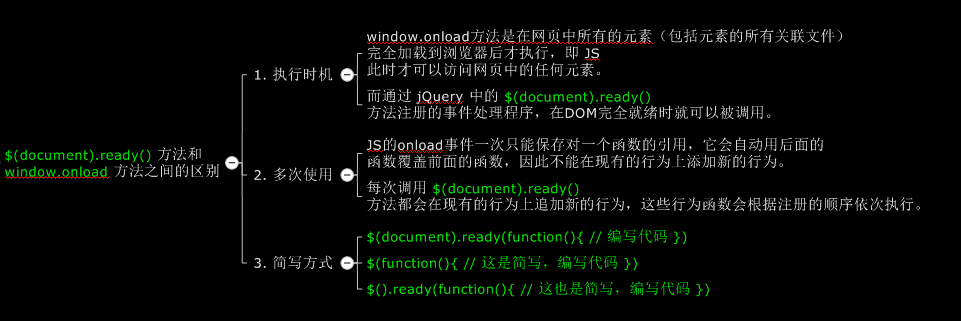 $(document).ready() 方法和
window.onload 方法之间的区别
1. 执行时机
window.onload方法是在网页中所有的元素（包括元素的所有关联文件）
完全加载到浏览器后才执行，即 JS
此时才可以访问网页中的任何元素。
而通过 jQuery 中的 $(document).ready()
方法注册的事件处理程序，在DOM完全就绪时就可以被调用。
2. 多次使用
JS的onload事件一次只能保存对一个函数的引用，它会自动用后面的
函数覆盖前面的函数，因此不能在现有的行为上添加新的行为。
每次调用 $(document).ready()
方法都会在现有的行为上追加新的行为，这些行为函数会根据注册的顺序依次执行。
3. 简写方式
$(document).ready(function(){ // 编写代码 })
$(function(){ // 这是简写，编写代码 })
$().ready(function(){ // 这也是简写，编写代码 })